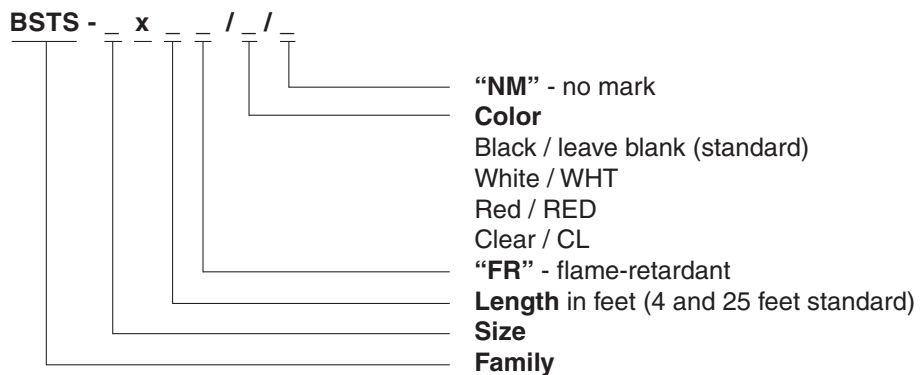 BSTS - _ x _ _ / _ / _
“NM” - no mark
Color
Black / leave blank (standard)
White / WHT
Red / RED
Clear / CL
“FR” - flame-retardant
Length in feet (4 and 25 feet standard)
Size
Family